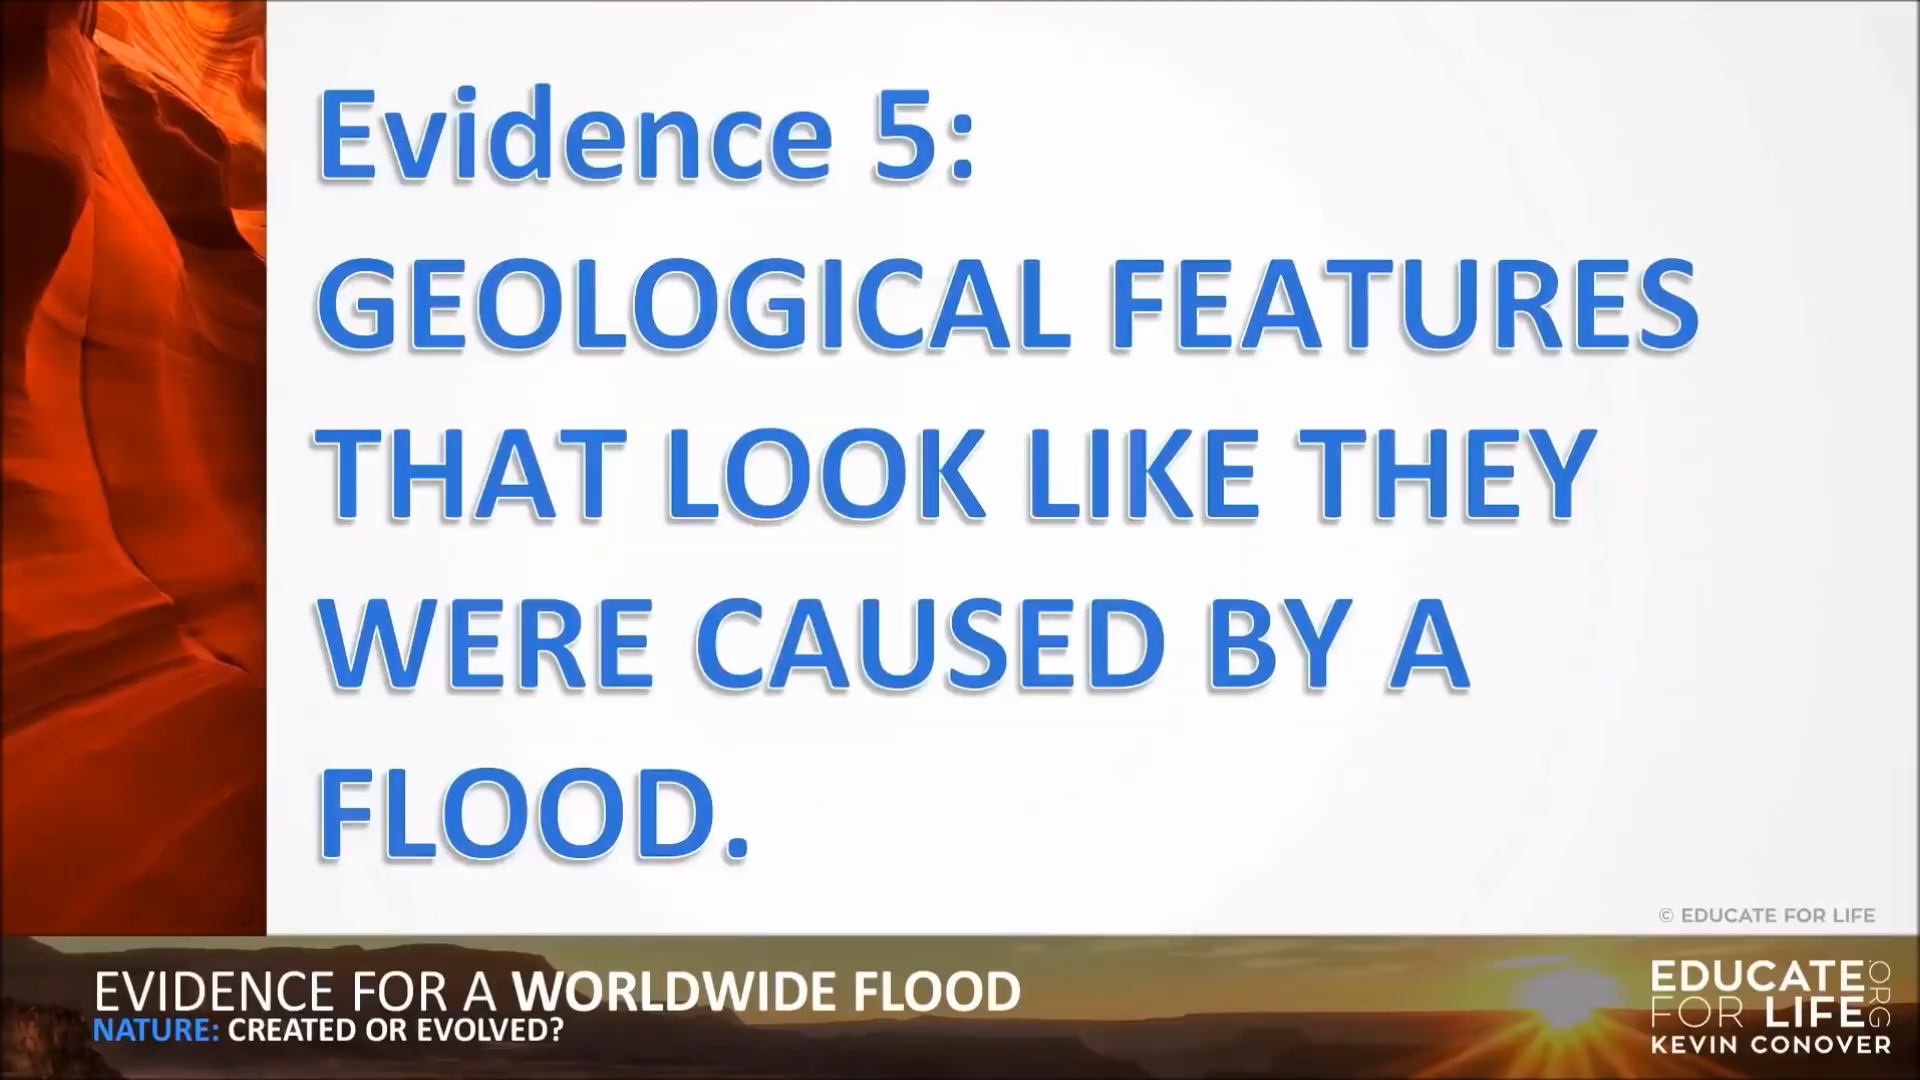 Evidence 5:
GEOLOGICAL FEATURES
THAT LOOK LIKE THEY
WERE CAUSED BY A
FLOOD.
© EDUCATE FOR LIFE
EVIDENCE FOR A WORLDWIDE FLOOD
NATURE: CREATED OR EVOLVED?
EDUCATE
FOR LIFE
.ORG
KEVIN CONOVER